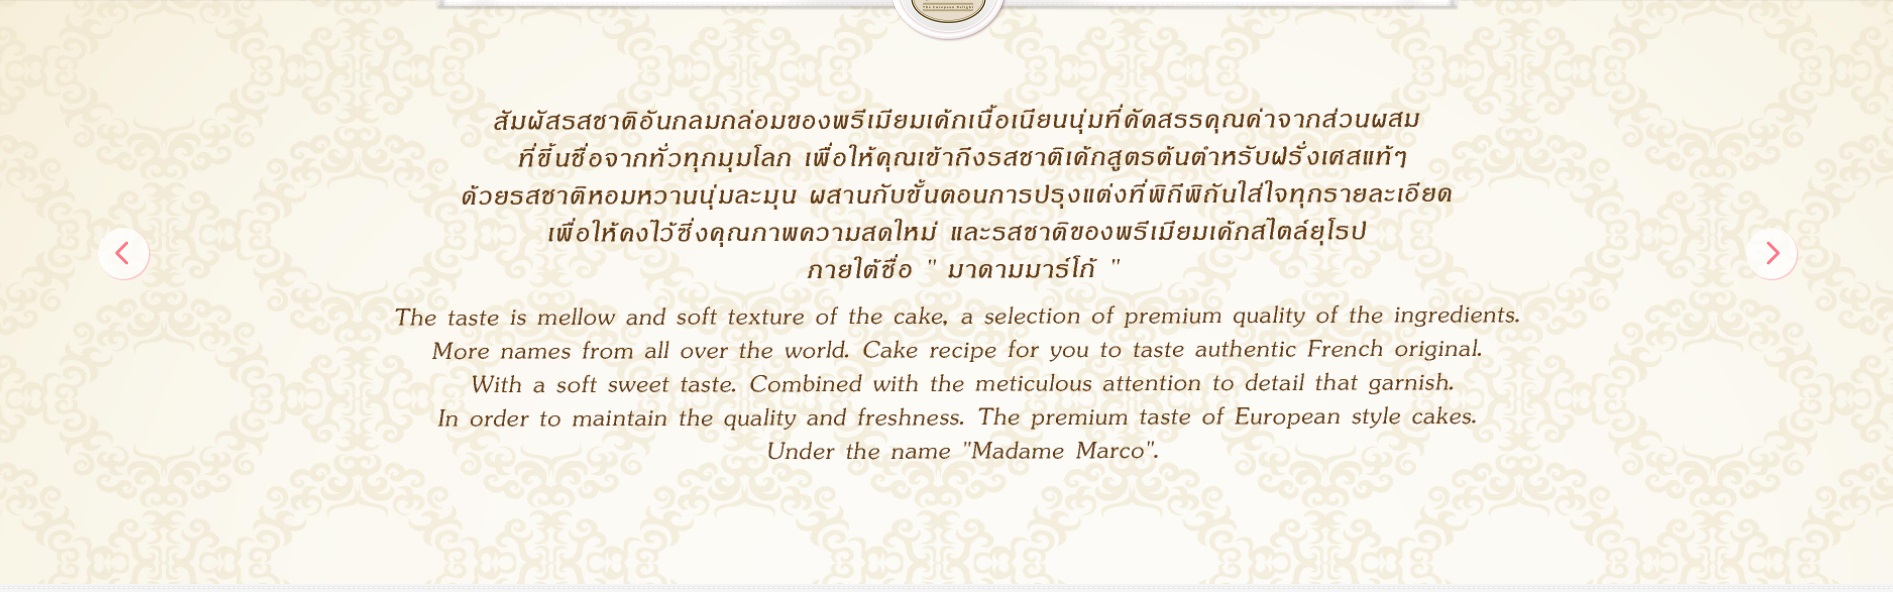 The European Delight
สัมผัสรสชาติอันกลมกล่อมของพรีเมียมเค้กเนื้อเนียนนุ่มที่คัดสรรคุณค่าจากส่วนผสม
ที่ขึ้นชื่อจากทั่วทุกมุมโลก เพื่อให้คุณเข้าถึงรสชาติเค้กสูตรต้นตำหรับฝรั่งเศสแท้ๆ
ด้วยรสชาติหอมหวานนุ่มละมุน ผสานกับขั้นตอนการปรุงแต่งที่พิถีพิถันใส่ใจทุกรายละเอียด
เพื่อให้คงไว้ซึ่งคุณภาพความสดใหม่ และรสชาติของพรีเมียมเค้กสไตล์ยุโรป
ภายใต้ชื่อ " มาดามมาร์โก้ "
The taste is mellow and soft texture of the cake, a selection of premium quality of the ingredients.
More names from all over the world. Cake recipe for you to taste authentic French original.
With a soft sweet taste. Combined with the meticulous attention to detail that garnish.
In order to maintain the quality and freshness. The premium taste of European style cakes.
Under the name "Madame Marco".